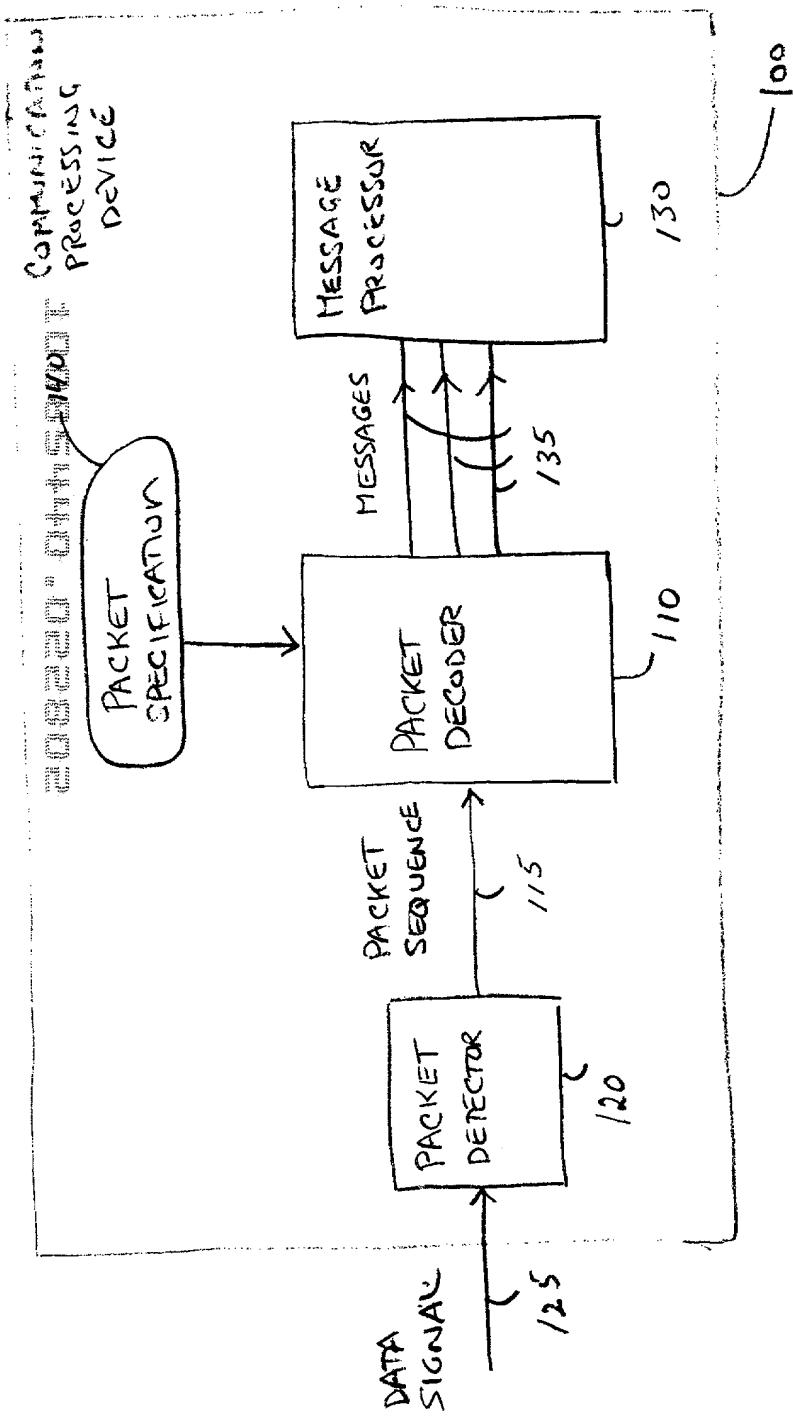 COMMUNICATION
PROCESSING
DEVICE
140
PACKET
SPECIFICATION
MESSAGE
PROCESSOR
130
MESSAGES
135
PACKET
DECODER
110
PACKET
SEQUENCE
115
PACKET
DETECTOR
120
DATA
SIGNAL
125
100